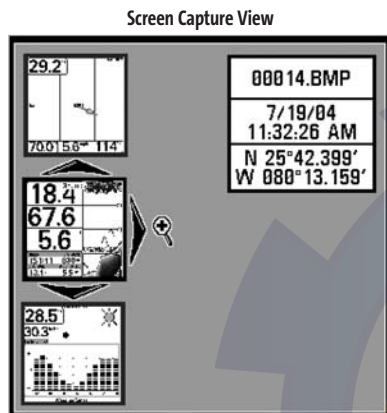 Screen Capture View
29.2
70.0 5.6 114°
18.4
67.6
5.6
28.5
30.3
00014.BMP
7/19/04
11:32:26 AM
N 25°42.399'
W 080°13.159'